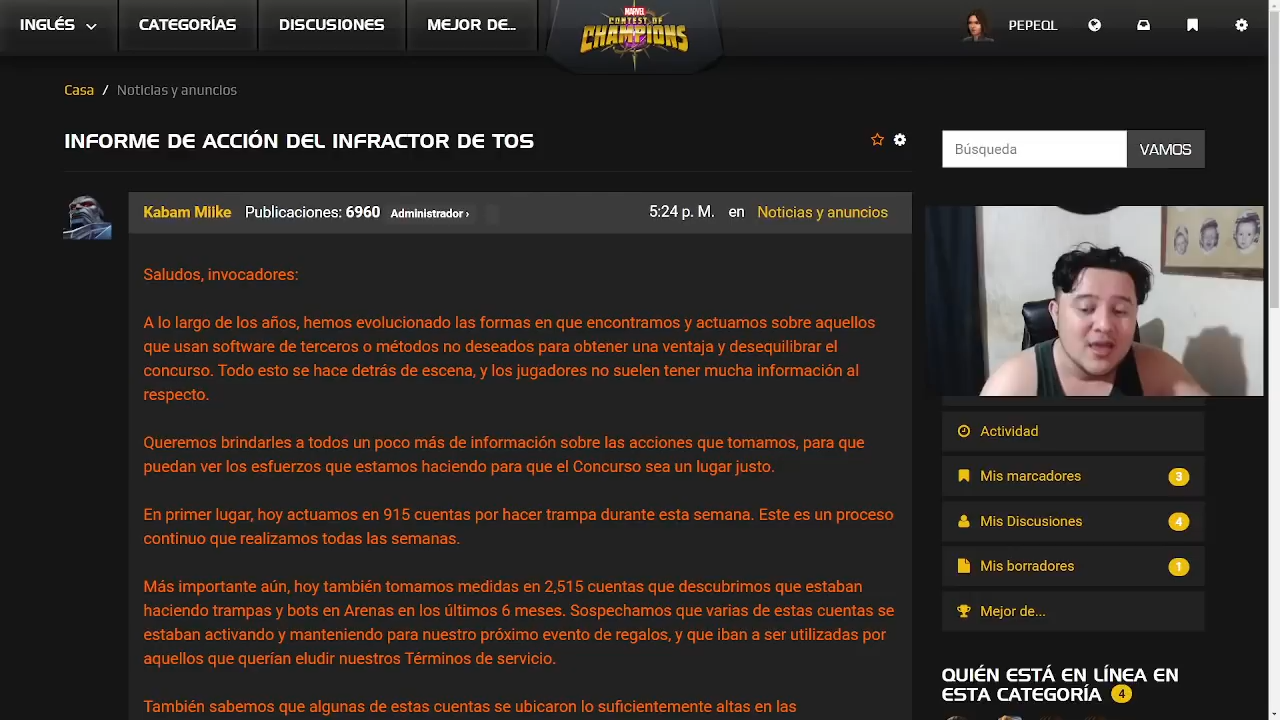 INGLÉS
CATEGORÍAS
DISCUSIONES
MEJOR DE...
MARVEL
CONTEST OF
CHAMPIONS
PEPEQL
Casa / Noticias y anuncios
INFORME DE ACCIÓN DEL INFRACTOR DE TOS
Búsqueda
VAMOS
Kabam Miike Publicaciones: 6960 Administrador ›
5:24 p. M. en Noticias y anuncios
Saludos, invocadores:
A lo largo de los años, hemos evolucionado las formas en que encontramos y actuamos sobre aquellos
que usan software de terceros o métodos no deseados para obtener una ventaja y desequilibrar el
concurso. Todo esto se hace detrás de escena, y los jugadores no suelen tener mucha información al
respecto.
Queremos brindarles a todos un poco más de información sobre las acciones que tomamos, para que
puedan ver los esfuerzos que estamos haciendo para que el Concurso sea un lugar justo.
En primer lugar, hoy actuamos en 915 cuentas por hacer trampa durante esta semana. Este es un proceso
continuo que realizamos todas las semanas.
Más importante aún, hoy también tomamos medidas en 2,515 cuentas que descubrimos que estaban
haciendo trampas y bots en Arenas en los últimos 6 meses. Sospechamos que varias de estas cuentas se
estaban activando y manteniendo para nuestro próximo evento de regalos, y que iban a ser utilizadas por
aquellos que querían eludir nuestros Términos de servicio.
También sabemos que algunas de estas cuentas se ubicaron lo suficientemente altas en las
Actividad
Mis marcadores 3
Mis Discusiones 4
Mis borradores 1
Mejor de...
QUIÉN ESTÁ EN LÍNEA EN
ESTA CATEGORÍA 4